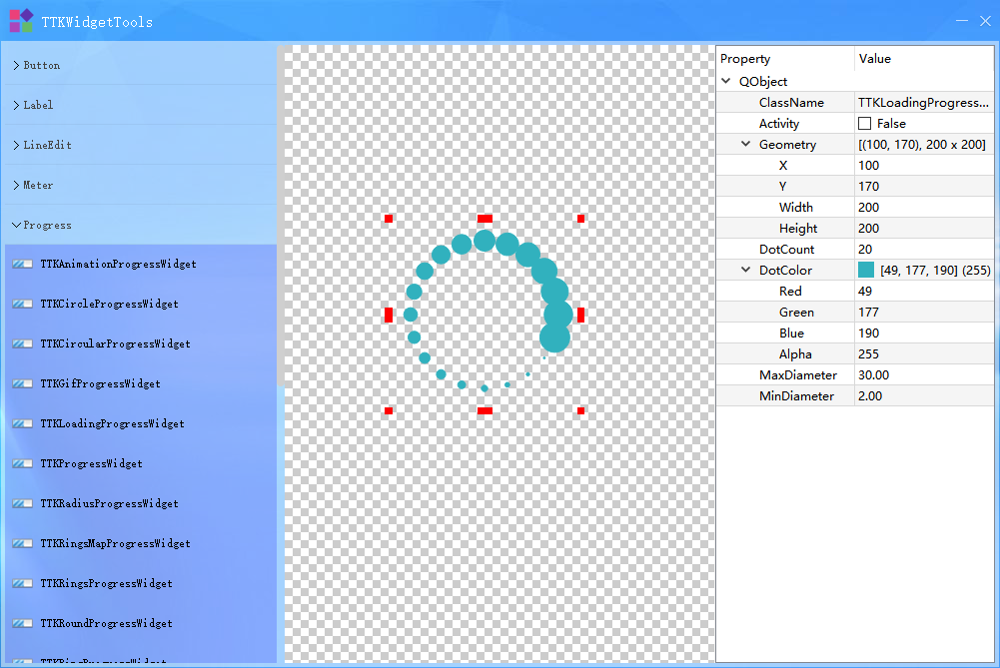 TTKWidgetTools
Button
Label
LineEdit
Meter
Progress
TTKAnimationProgressWidget
TTKCircleProgressWidget
TTKCircularProgressWidget
TTKGifProgressWidget
TTKLoadingProgressWidget
TTKProgressWidget
TTKRadiusProgressWidget
TTKRingsMapProgressWidget
TTKRingsProgressWidget
TTKRoundProgressWidget
Property Value
QObject
ClassName TTKLoadingProgress...
Activity False
Geometry [(100, 170), 200 x 200]
X 100
Y 170
Width 200
Height 200
DotCount 20
DotColor [49, 177, 190] (255)
Red 49
Green 177
Blue 190
Alpha 255
MaxDiameter 30.00
MinDiameter 2.00